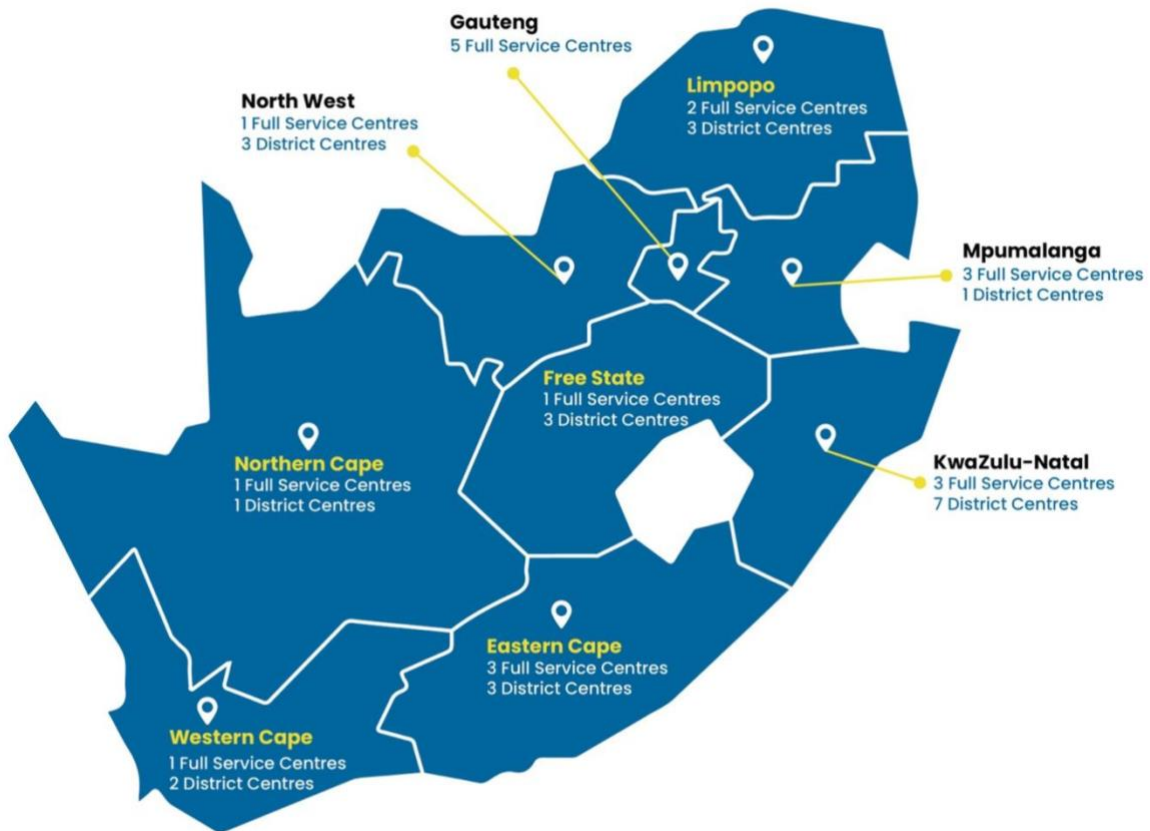 Gauteng
5 Full Service Centres
Limpopo
2 Full Service Centres
3 District Centres
North West
1 Full Service Centres
3 District Centres
Mpumalanga
3 Full Service Centres
1 District Centres
Free State
1 Full Service Centres
3 District Centres
KwaZulu-Natal
3 Full Service Centres
7 District Centres
Northern Cape
1 Full Service Centres
1 District Centres
Eastern Cape
3 Full Service Centres
3 District Centres
Western Cape
1 Full Service Centres
2 District Centres